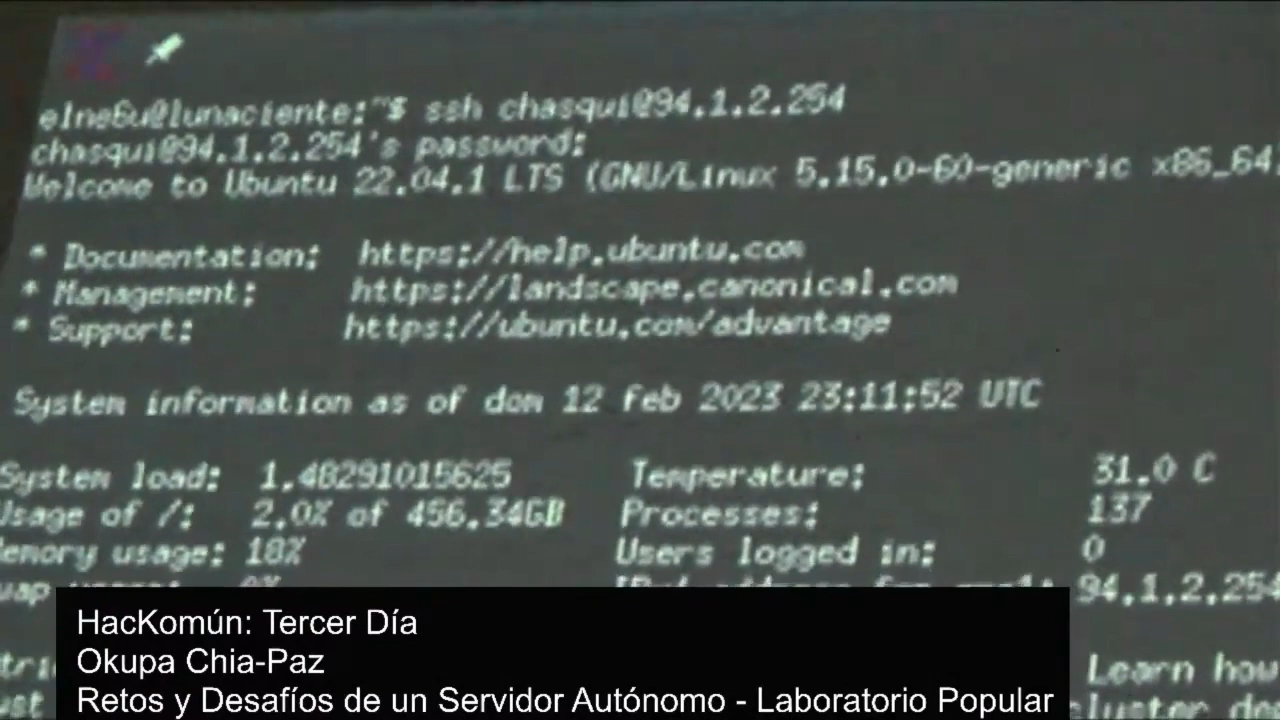 elne6u@lunaciente:~$ ssh chasqui@94.1.2.254
chasqui@94.1.2.254's password:
Welcome to Ubuntu 22.04.1 LTS (GNU/Linux 5.15.0-60-generic x86_64)
* Documentation: https://help.ubuntu.com
* Management: https://landscape.canonical.com
* Support: https://ubuntu.com/advantage
System information as of dom 12 feb 2023 23:11:52 UTC
System load: 1.48291015625 Temperature: 31.0 C
Usage of /: 2.0% of 456.34GB Processes: 137
Memory usage: 18% Users logged in: 0
94.1.2.254
Learn how
HacKomún: Tercer Día
Okupa Chia-Paz
Retos y Desafíos de un Servidor Autónomo - Laboratorio Popular